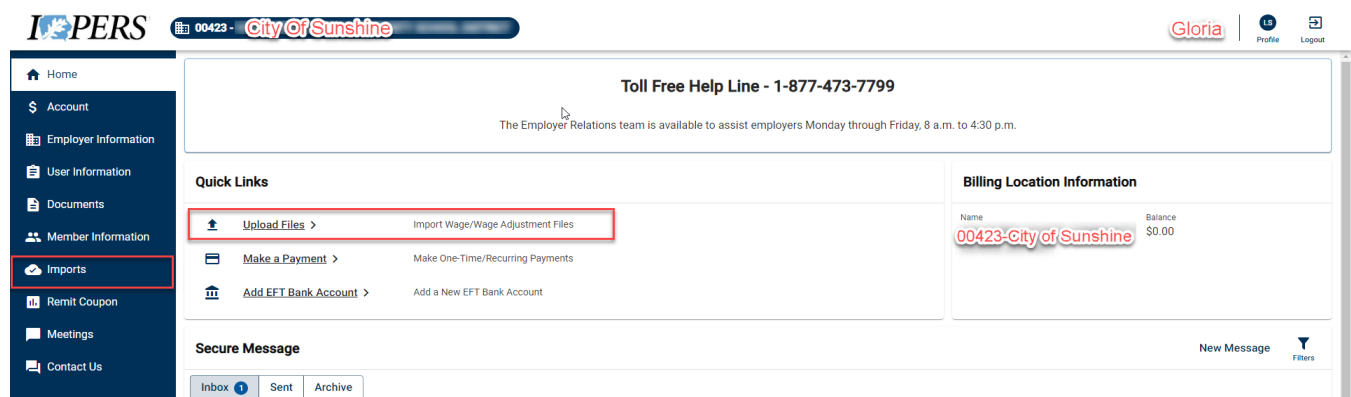 IPERS
00423 - City Of Sunshine
Gloria
LS
Profile
Logout
Home
Account
Employer Information
User Information
Documents
Member Information
Imports
Remit Coupon
Meetings
Contact Us
Toll Free Help Line - 1-877-473-7799
The Employer Relations team is available to assist employers Monday through Friday, 8 a.m. to 4:30 p.m.
Quick Links
Upload Files > Import Wage/Wage Adjustment Files
Make a Payment > Make One-Time/Recurring Payments
Add EFT Bank Account > Add a New EFT Bank Account
Billing Location Information
Name Balance
00423-City of Sunshine $0.00
Secure Message
New Message
Filters
Inbox 1 Sent Archive